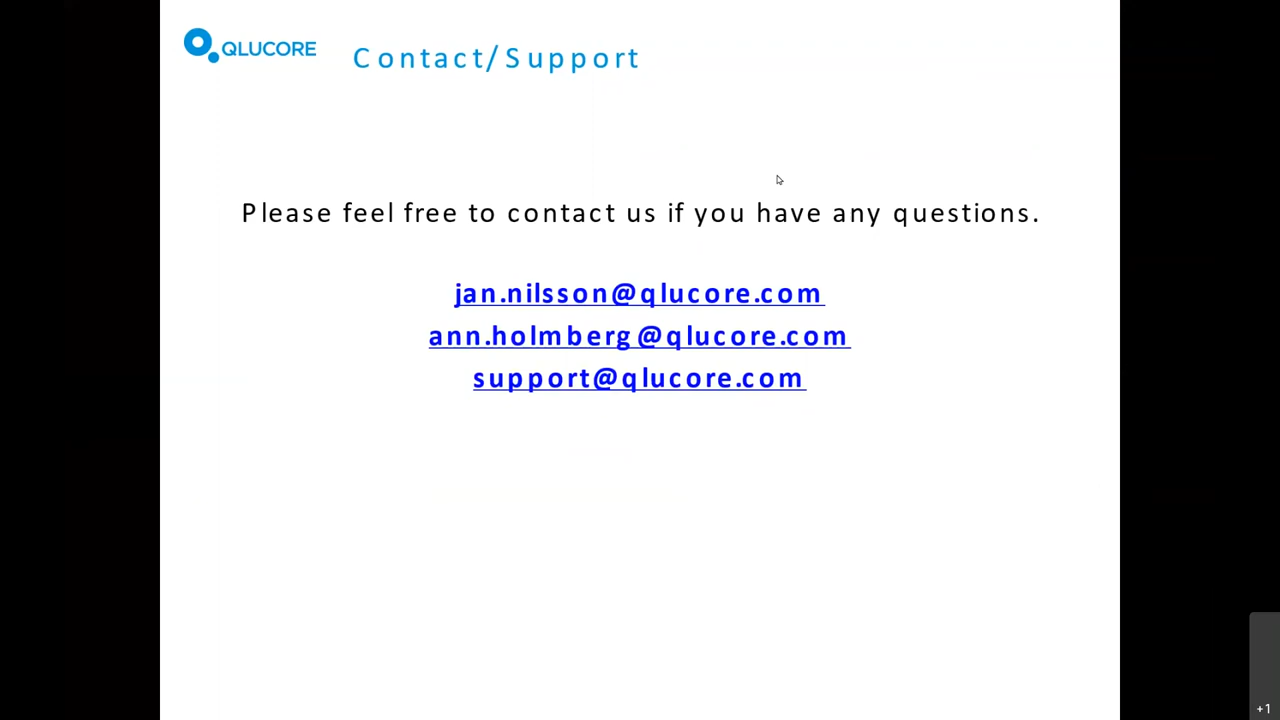 QLUCORE
Contact/Support
Please feel free to contact us if you have any questions.
jan.nilsson@qlucore.com
ann.holmberg@qlucore.com
support@qlucore.com
+1